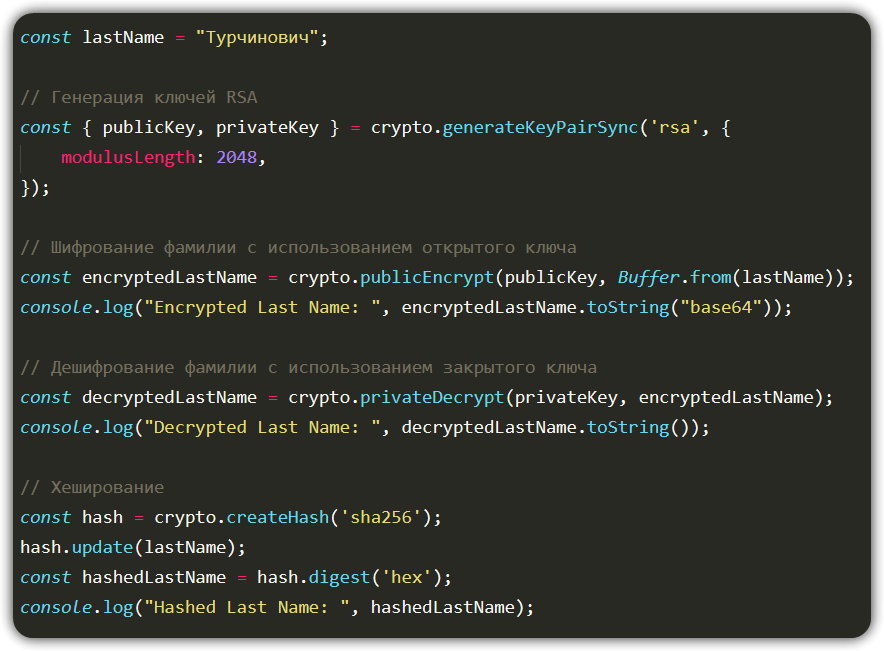 const lastName = "Турчинович";
// Генерация ключей RSA
const { publicKey, privateKey } = crypto.generateKeyPairSync('rsa', {
    modulusLength: 2048,
});
// Шифрование фамилии с использованием открытого ключа
const encryptedLastName = crypto.publicEncrypt(publicKey, Buffer.from(lastName));
console.log("Encrypted Last Name: ", encryptedLastName.toString("base64"));
// Дешифрование фамилии с использованием закрытого ключа
const decryptedLastName = crypto.privateDecrypt(privateKey, encryptedLastName);
console.log("Decrypted Last Name: ", decryptedLastName.toString());
// Хеширование
const hash = crypto.createHash('sha256');
hash.update(lastName);
const hashedLastName = hash.digest('hex');
console.log("Hashed Last Name: ", hashedLastName);